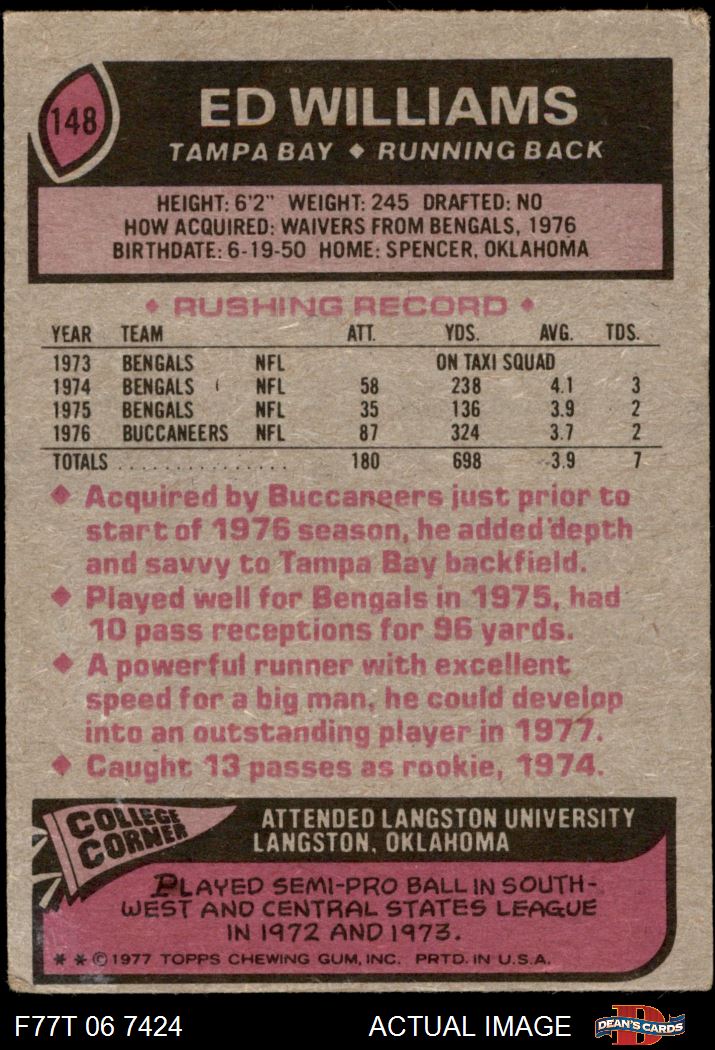 148
ED WILLIAMS
TAMPA BAY ♦ RUNNING BACK
HEIGHT: 6'2" WEIGHT: 245 DRAFTED: NO
HOW ACQUIRED: WAIVERS FROM BENGALS, 1976
BIRTHDATE: 6-19-50 HOME: SPENCER, OKLAHOMA
♦ RUSHING RECORD ♦
YEAR TEAM ATT. YDS. AVG. TDS.
1973 BENGALS NFL ON TAXI SQUAD
1974 BENGALS NFL 58 238 4.1 3
1975 BENGALS NFL 35 136 3.9 2
1976 BUCCANEERS NFL 87 324 3.7 2
TOTALS . . . . . . . . . . . . . . . 180 698 3.9 7
♦ Acquired by Buccaneers just prior to
start of 1976 season, he added depth
and savvy to Tampa Bay backfield.
♦ Played well for Bengals in 1975, had
10 pass receptions for 96 yards.
♦ A powerful runner with excellent
speed for a big man, he could develop
into an outstanding player in 1977.
♦ Caught 13 passes as rookie, 1974.
COLLEGE
CORNER
ATTENDED LANGSTON UNIVERSITY
LANGSTON, OKLAHOMA
PLAYED SEMI-PRO BALL IN SOUTH-
WEST AND CENTRAL STATES LEAGUE
IN 1972 AND 1973.
* * © 1977 TOPPS CHEWING GUM, INC. PRTD. IN U.S.A.
F77T 06 7424 ACTUAL IMAGE D DEAN'S CARDS